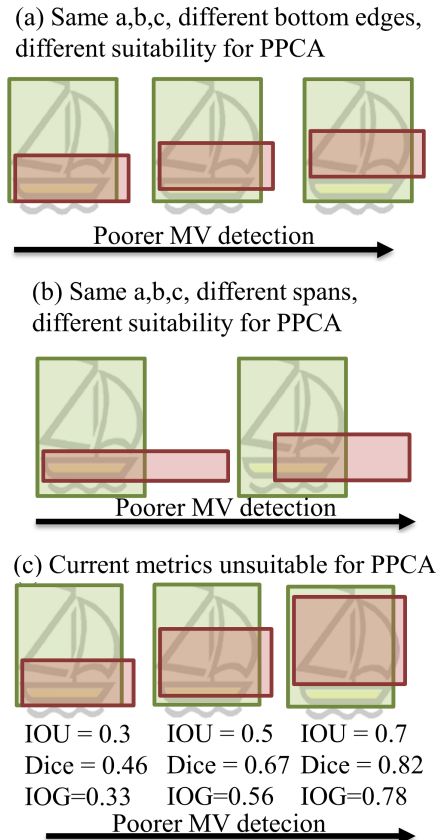 (a) Same a,b,c, different bottom edges,
different suitability for PPCA
Poorer MV detection
(b) Same a,b,c, different spans,
different suitability for PPCA
Poorer MV detection
(c) Current metrics unsuitable for PPCA
IOU = 0.3 IOU = 0.5 IOU = 0.7
Dice = 0.46 Dice = 0.67 Dice = 0.82
IOG=0.33 IOG=0.56 IOG=0.78
Poorer MV detection